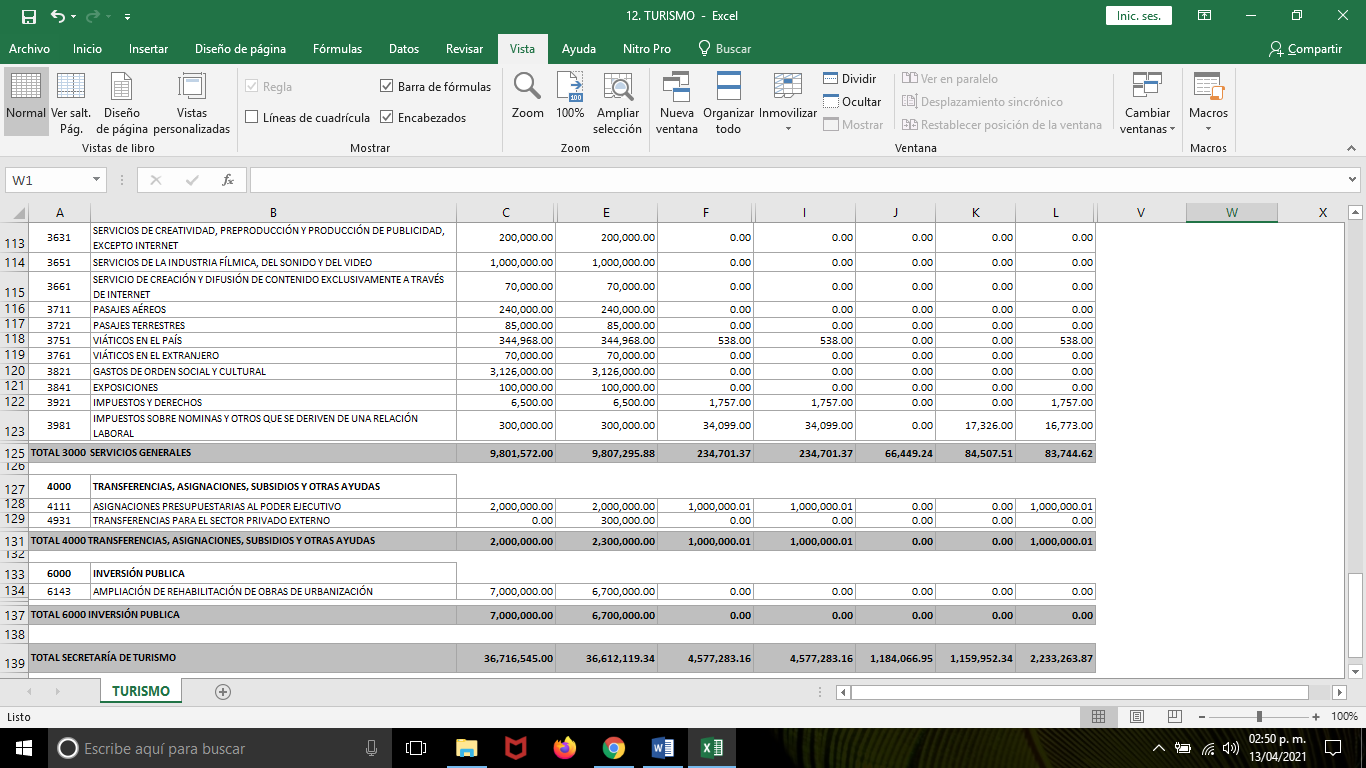 12. TURISMO - Excel
Inic. ses.
Archivo Inicio Insertar Diseño de página Fórmulas Datos Revisar Vista Ayuda Nitro Pro Buscar Compartir
Normal Ver salt. Pág. Diseño de página Vistas personalizadas
Vistas de libro
Regla Barra de fórmulas
Líneas de cuadrícula Encabezados
Mostrar
Zoom 100% Ampliar selección
Zoom
Nueva ventana Organizar todo Inmovilizar
Dividir
Ocultar
Mostrar
Ver en paralelo
Desplazamiento sincrónico
Restablecer posición de la ventana
Cambiar ventanas
Ventana
Macros
Macros
W1 fx
A B C E F I J K L V W X
113 3631 SERVICIOS DE CREATIVIDAD, PREPRODUCCIÓN Y PRODUCCIÓN DE PUBLICIDAD, EXCEPTO INTERNET 200,000.00 200,000.00 0.00 0.00 0.00 0.00 0.00
114 3651 SERVICIOS DE LA INDUSTRIA FÍLMICA, DEL SONIDO Y DEL VIDEO 1,000,000.00 1,000,000.00 0.00 0.00 0.00 0.00 0.00
115 3661 SERVICIO DE CREACIÓN Y DIFUSIÓN DE CONTENIDO EXCLUSIVAMENTE A TRAVÉS DE INTERNET 70,000.00 70,000.00 0.00 0.00 0.00 0.00 0.00
116 3711 PASAJES AÉREOS 240,000.00 240,000.00 0.00 0.00 0.00 0.00 0.00
117 3721 PASAJES TERRESTRES 85,000.00 85,000.00 0.00 0.00 0.00 0.00 0.00
118 3751 VIÁTICOS EN EL PAÍS 344,968.00 344,968.00 538.00 538.00 0.00 0.00 538.00
119 3761 VIÁTICOS EN EL EXTRANJERO 70,000.00 70,000.00 0.00 0.00 0.00 0.00 0.00
120 3821 GASTOS DE ORDEN SOCIAL Y CULTURAL 3,126,000.00 3,126,000.00 0.00 0.00 0.00 0.00 0.00
121 3841 EXPOSICIONES 100,000.00 100,000.00 0.00 0.00 0.00 0.00 0.00
122 3921 IMPUESTOS Y DERECHOS 6,500.00 6,500.00 1,757.00 1,757.00 0.00 0.00 1,757.00
123 3981 IMPUESTOS SOBRE NOMINAS Y OTROS QUE SE DERIVEN DE UNA RELACIÓN LABORAL 300,000.00 300,000.00 34,099.00 34,099.00 0.00 17,326.00 16,773.00
125 TOTAL 3000 SERVICIOS GENERALES 9,801,572.00 9,807,295.88 234,701.37 234,701.37 66,449.24 84,507.51 83,744.62
126
127 4000 TRANSFERENCIAS, ASIGNACIONES, SUBSIDIOS Y OTRAS AYUDAS
128 4111 ASIGNACIONES PRESUPUESTARIAS AL PODER EJECUTIVO 2,000,000.00 2,000,000.00 1,000,000.01 1,000,000.01 0.00 0.00 1,000,000.01
129 4931 TRANSFERENCIAS PARA EL SECTOR PRIVADO EXTERNO 0.00 300,000.00 0.00 0.00 0.00 0.00 0.00
131 TOTAL 4000 TRANSFERENCIAS, ASIGNACIONES, SUBSIDIOS Y OTRAS AYUDAS 2,000,000.00 2,300,000.00 1,000,000.01 1,000,000.01 0.00 0.00 1,000,000.01
132
133 6000 INVERSIÓN PUBLICA
134 6143 AMPLIACIÓN DE REHABILITACIÓN DE OBRAS DE URBANIZACIÓN 7,000,000.00 6,700,000.00 0.00 0.00 0.00 0.00 0.00
137 TOTAL 6000 INVERSIÓN PUBLICA 7,000,000.00 6,700,000.00 0.00 0.00 0.00 0.00 0.00
138
139 TOTAL SECRETARÍA DE TURISMO 36,716,545.00 36,612,119.34 4,577,283.16 4,577,283.16 1,184,066.95 1,159,952.34 2,233,263.87
TURISMO
Listo 100%
Escribe aquí para buscar
02:50 p. m.
13/04/2021